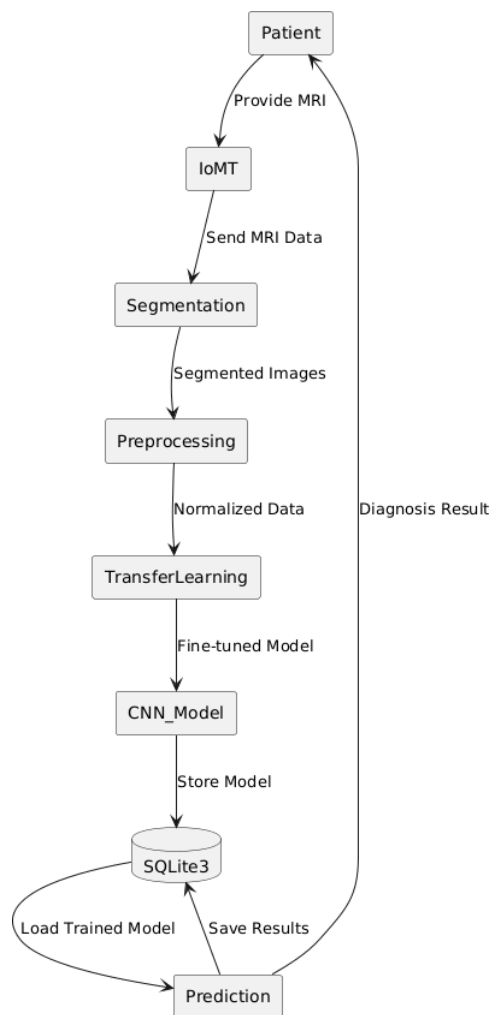 Patient
Provide MRI
IoMT
Send MRI Data
Segmentation
Segmented Images
Preprocessing
Normalized Data
Diagnosis Result
TransferLearning
Fine-tuned Model
CNN_Model
Store Model
SQLite3
Load Trained Model
Save Results
Prediction